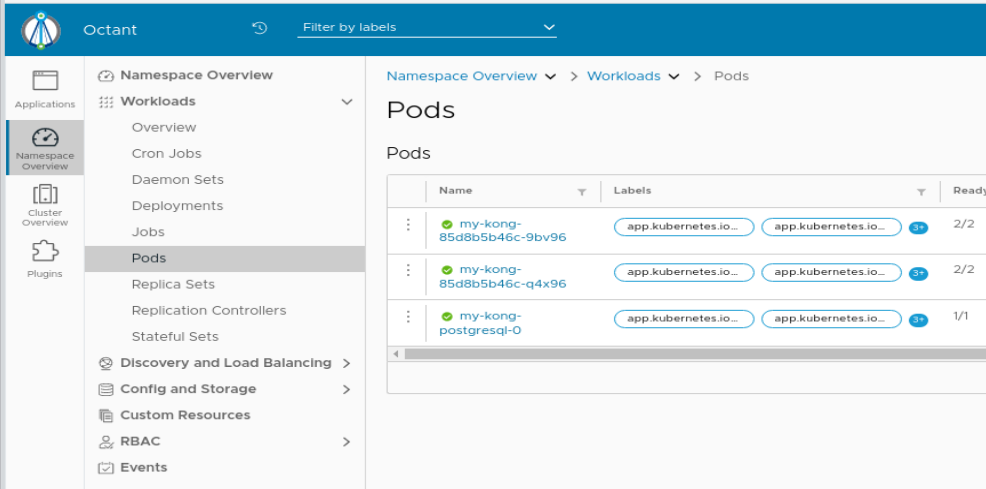 Octant
Filter by labels
Applications
Namespace
Overview
Cluster
Overview
Plugins
Namespace Overview
Workloads
Overview
Cron Jobs
Daemon Sets
Deployments
Jobs
Pods
Replica Sets
Replication Controllers
Stateful Sets
Discovery and Load Balancing
Config and Storage
Custom Resources
RBAC
Events
Namespace Overview > Workloads > Pods
Pods
Pods
Name Labels Ready
my-kong-
85d8b5b46c-9bv96 app.kubernetes.io... app.kubernetes.io... 3+ 2/2
my-kong-
85d8b5b46c-q4x96 app.kubernetes.io... app.kubernetes.io... 3+ 2/2
my-kong-
postgresql-0 app.kubernetes.io... app.kubernetes.io... 3+ 1/1